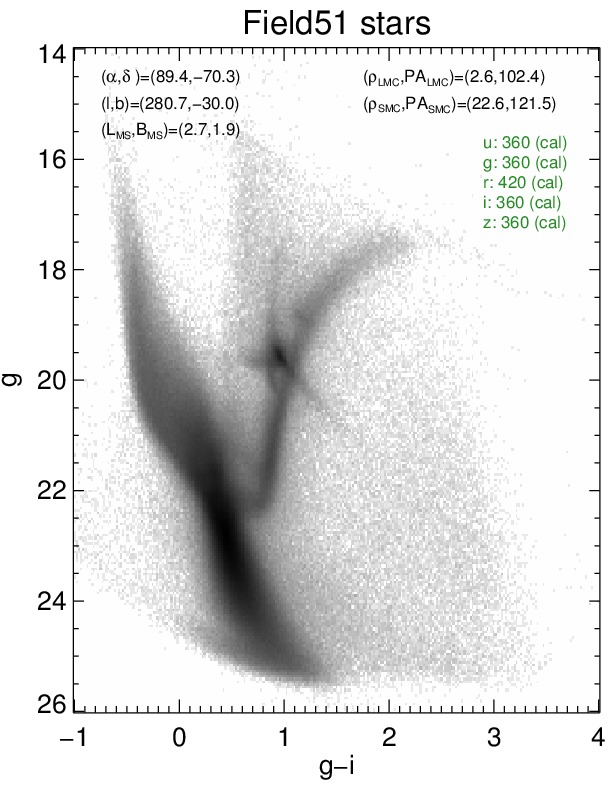 Field51 stars
(α,δ )=(89.4,−70.3)
(ρLMC,PALMC)=(2.6,102.4)
(l,b)=(280.7,−30.0)
(ρSMC,PASMC)=(22.6,121.5)
(LMS,BMS)=(2.7,1.9)
u: 360 (cal)
g: 360 (cal)
r: 420 (cal)
i: 360 (cal)
z: 360 (cal)
14
16
18
20
22
24
26
g
−1 0 1 2 3 4
g−i